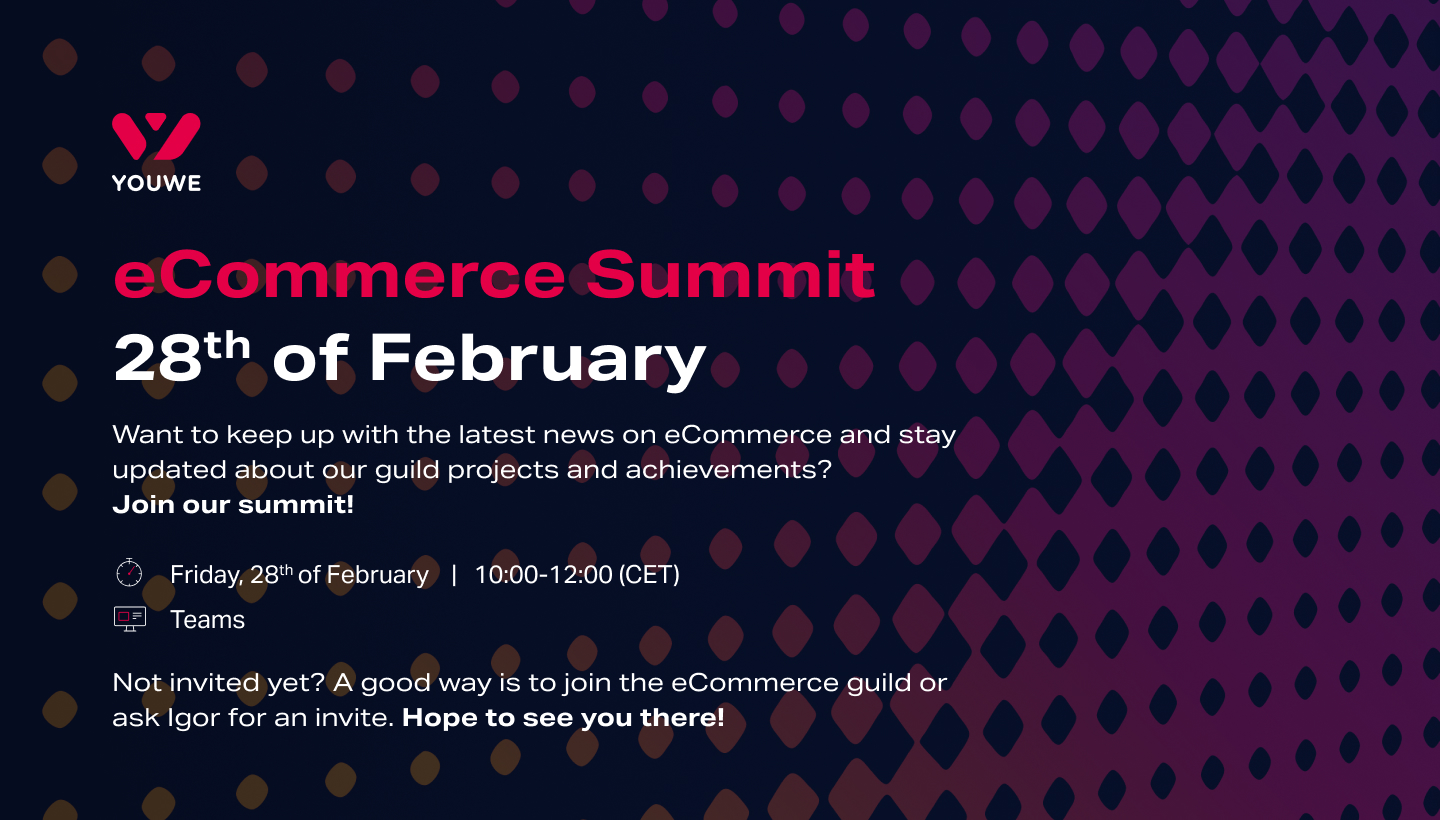 YOUWE
eCommerce Summit
28th of February
Want to keep up with the latest news on eCommerce and stay
updated about our guild projects and achievements?
Join our summit!
Friday, 28th of February | 10:00-12:00 (CET)
Teams
Not invited yet? A good way is to join the eCommerce guild or
ask Igor for an invite. Hope to see you there!